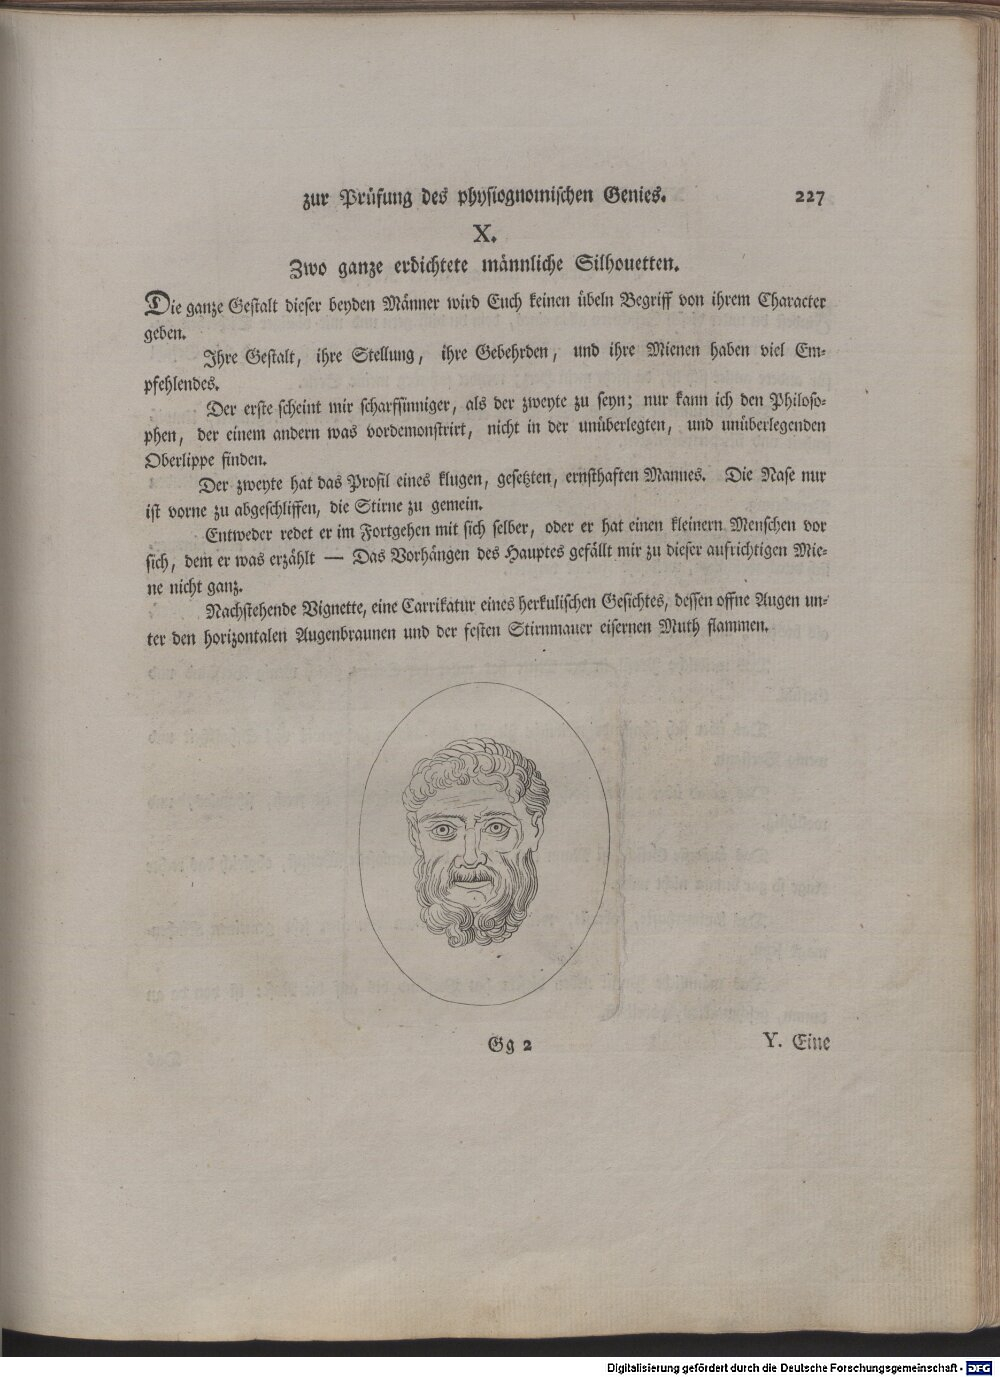 zur Prüfung des physiognomischen Genies. 227
X.
Zwo ganze erdichtete männliche Silhouetten.
Die ganze Gestalt dieser beyden Männer wird Euch keinen übeln Begriff von ihrem Character
geben.
Ihre Gestalt, ihre Stellung, ihre Gebehrden, und ihre Mienen haben viel Em-
pfehlendes.
Der erste scheint mir scharfsinniger, als der zweyte zu seyn; nur kann ich den Philoso-
phen, der einem andern was vordemonstrirt, nicht in der unüberlegten, und unüberlegenden
Oberlippe finden.
Der zweyte hat das Profil eines klugen, gesetzten, ernsthaften Mannes. Die Nase nur
ist vorne zu abgeschliffen, die Stirne zu gemein.
Entweder redet er im Fortgehen mit sich selber, oder er hat einen kleinern Menschen vor
sich, dem er was erzählt — Das Vorhängen des Hauptes gefällt mir zu dieser aufrichtigen Mie-
ne nicht ganz.
Nachstehende Vignette, eine Carrikatur eines herkulischen Gesichtes, dessen offne Augen un-
ter den horizontalen Augenbraunen und der festen Stirnmauer eisernen Muth flammen.
Gg 2 Y. Eine
Digitalisierung gefördert durch die Deutsche Forschungsgemeinschaft - DFG